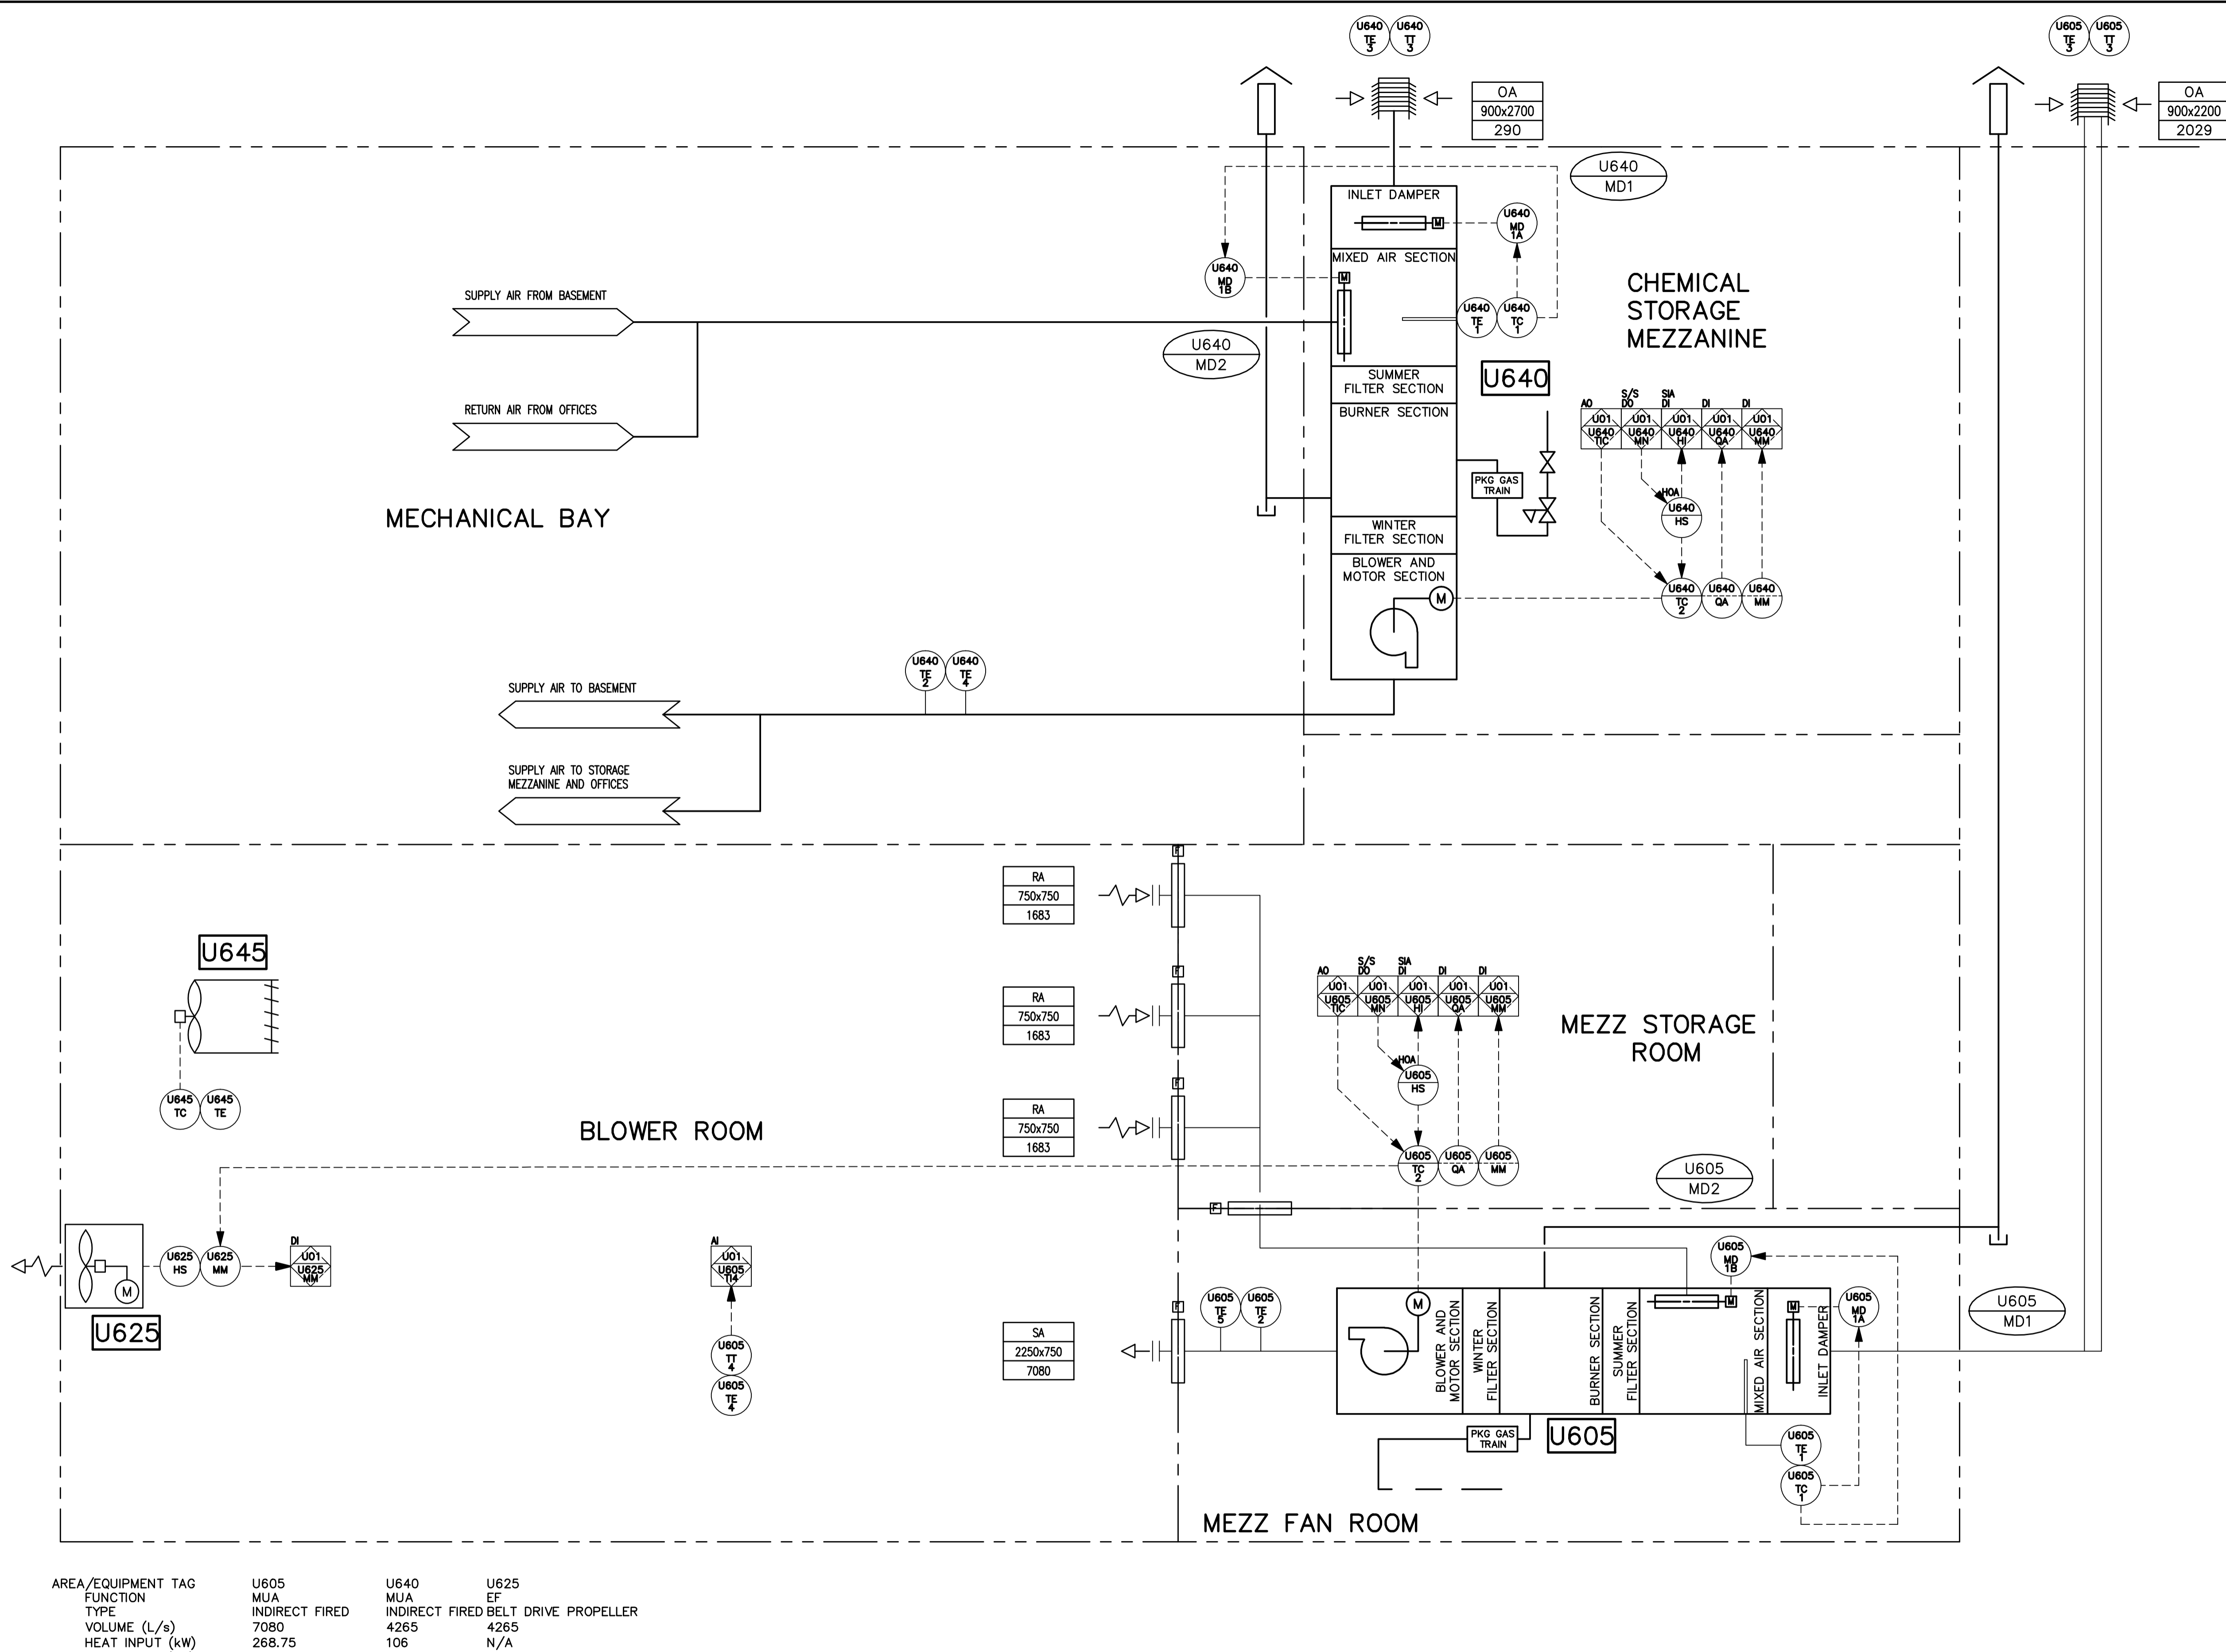 U640 TE 3
U640 TT 3
U605 TE 3
U605 TT 3
OA
900x2700
290
OA
900x2200
2029
U640
MD1
INLET DAMPER
M
U640 MD 1A
MIXED AIR SECTION
M
U640 MD 1B
U640 TE 1
U640 TC 1
CHEMICAL
STORAGE
MEZZANINE
SUPPLY AIR FROM BASEMENT
U640
MD2
SUMMER
FILTER SECTION
U640
RETURN AIR FROM OFFICES
BURNER SECTION
AO
S/S
DO
SIA
DI
DI
DI
U01 U640 TIC
U01 U640 MN
U01 U640 HI
U01 U640 QA
U01 U640 MM
PKG GAS
TRAIN
HOA
U640 HS
MECHANICAL BAY
WINTER
FILTER SECTION
BLOWER AND
MOTOR SECTION
M
U640 TC 2
U640 QA
U640 MM
U640 TE 2
U640 TE 4
SUPPLY AIR TO BASEMENT
SUPPLY AIR TO STORAGE
MEZZANINE AND OFFICES
F
RA
750x750
1683
U645
F
RA
750x750
1683
AO
S/S
DO
SIA
DI
DI
DI
U01 U605 TIC
U01 U605 MN
U01 U605 HI
U01 U605 QA
U01 U605 MM
MEZZ STORAGE
ROOM
HOA
U605 HS
U645 TC
U645 TE
BLOWER ROOM
F
RA
750x750
1683
U605 TC 2
U605 QA
U605 MM
U605
MD2
F
U625 HS
U625 MM
DI
U01 U625 MM
M
U625
AI
U01 U605 TI4
U605 TT 4
U605 TE 4
F
SA
2250x750
7080
U605 TE 5
U605 TE 2
M
BLOWER AND
MOTOR SECTION
WINTER
FILTER SECTION
BURNER SECTION
SUMMER
FILTER SECTION
M
U605 MD 1B
MIXED AIR SECTION
M
INLET DAMPER
U605 MD 1A
U605
MD1
PKG GAS
TRAIN
U605
U605 TE 1
U605 TC 1
MEZZ FAN ROOM
AREA/EQUIPMENT TAG U605 U640 U625
FUNCTION MUA MUA EF
TYPE INDIRECT FIRED INDIRECT FIRED BELT DRIVE PROPELLER
VOLUME (L/s) 7080 4265 4265
HEAT INPUT (kW) 268.75 106 N/A